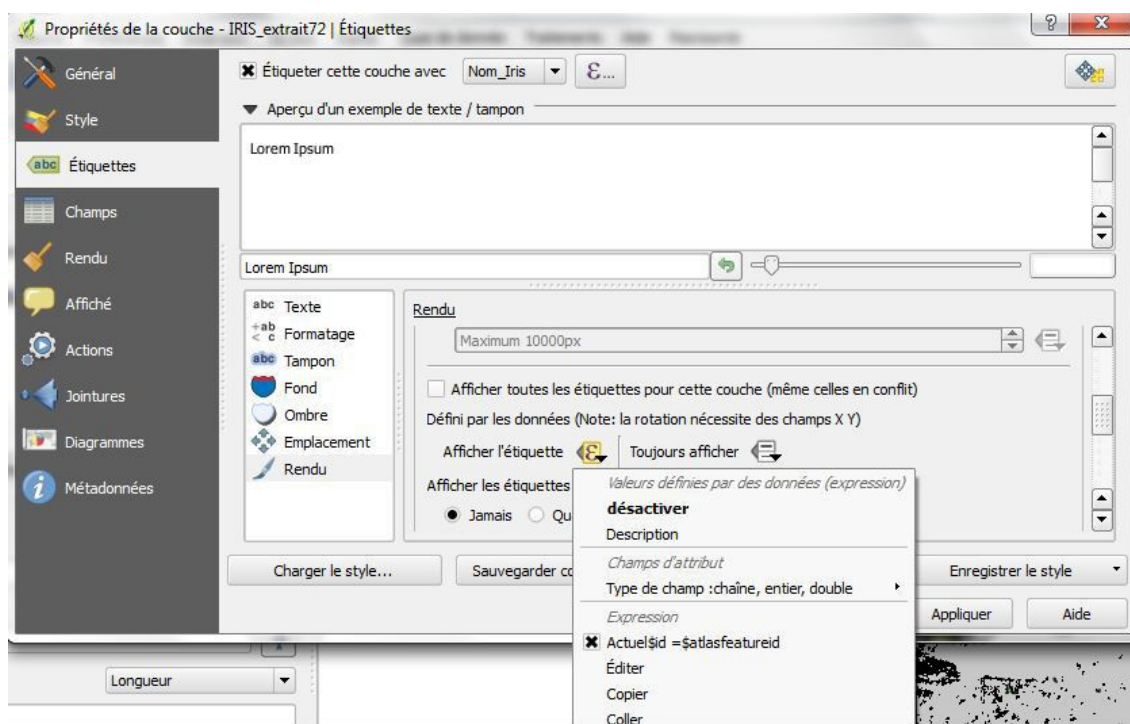 Propriétés de la couche - IRIS_extrait72 | Étiquettes
Général
Style
abc Étiquettes
Champs
Rendu
Affiché
Actions
Jointures
Diagrammes
Métadonnées
Étiqueter cette couche avec Nom_Iris ε...
Aperçu d'un exemple de texte / tampon
Lorem Ipsum
Lorem Ipsum
abc Texte
+ab < c Formatage
abc Tampon
Fond
Ombre
Emplacement
Rendu
Rendu
Maximum 10000px
Afficher toutes les étiquettes pour cette couche (même celles en conflit)
Défini par les données (Note: la rotation nécessite des champs X Y)
Afficher l'étiquette ε Toujours afficher
Afficher les étiquettes
Jamais Qu
Valeurs définies par des données (expression)
désactiver
Description
Champs d'attribut
Type de champ :chaîne, entier, double
Expression
Actuel$id =$atlasfeatureid
Éditer
Copier
Coller
Charger le style...
Sauvegarder co
Enregistrer le style
Appliquer
Aide
Longueur